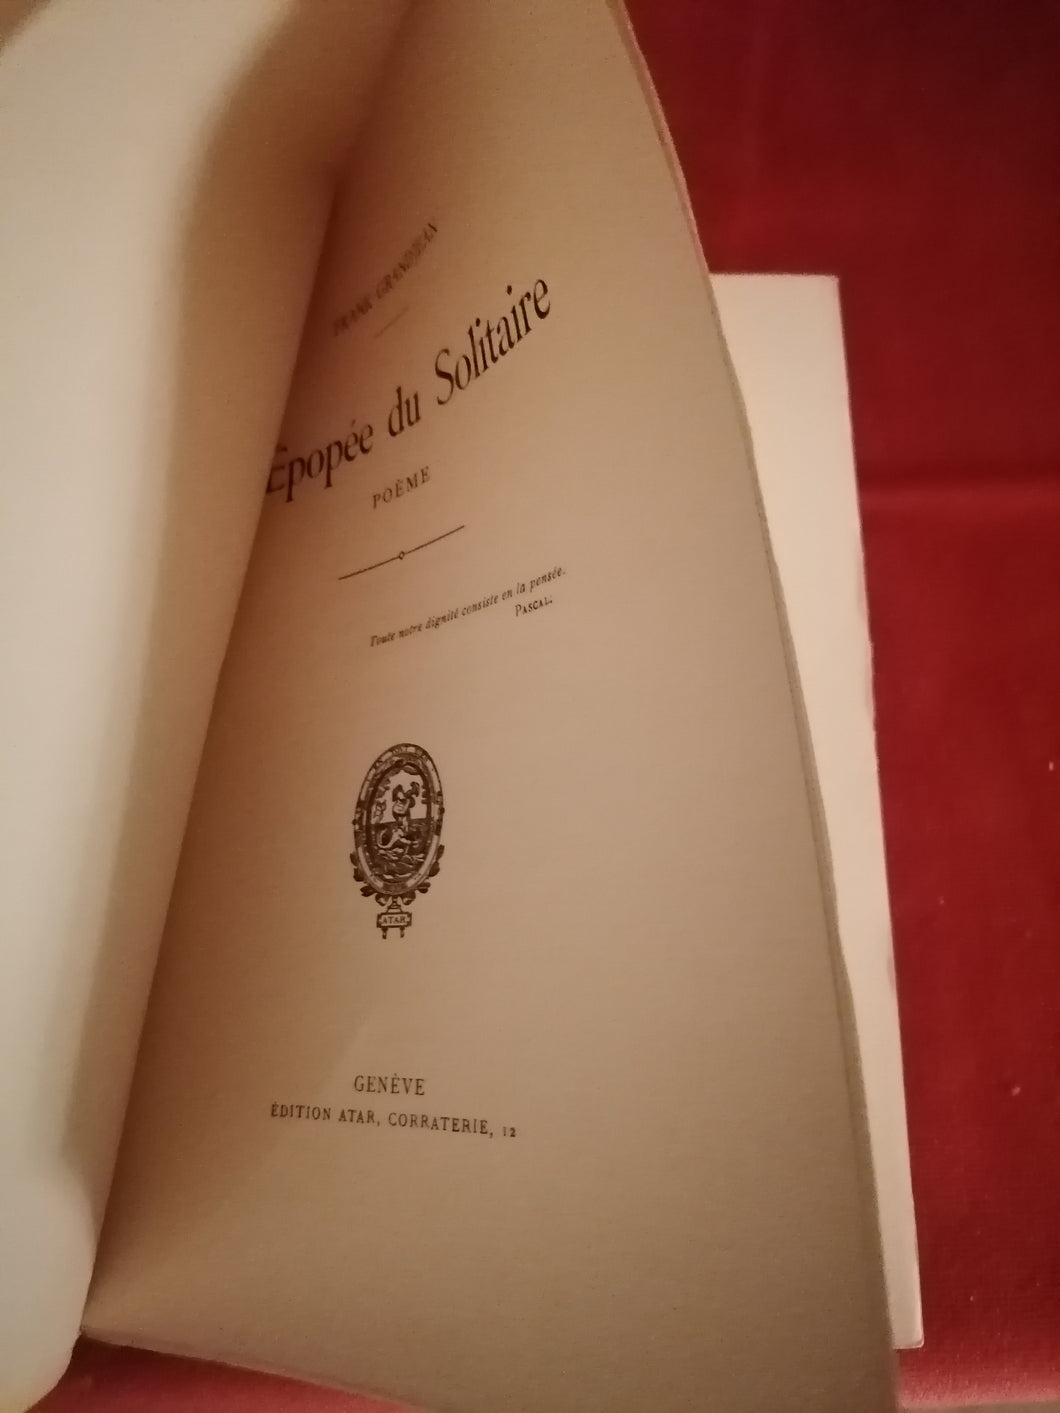 FRANK GRANDJEAN
Épopée du Solitaire
POÈME
Toute notre dignité consiste en la pensée.
PASCAL.
ATAR
GENÈVE
ÉDITION ATAR, CORRATERIE, 12